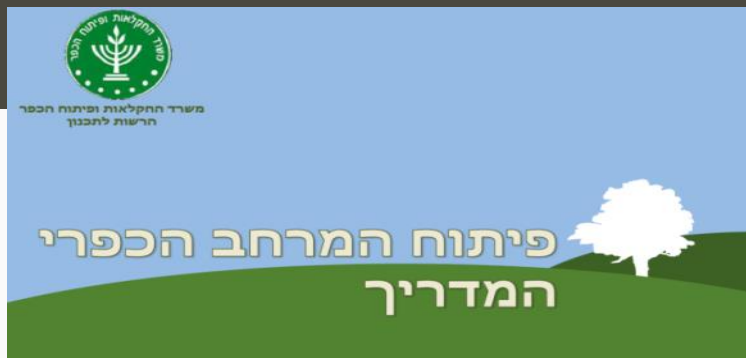 משרד החקלאות ופיתוח הכפר
משרד החקלאות ופיתוח הכפר
הרשות לתכנון
פיתוח המרחב הכפרי
המדריך